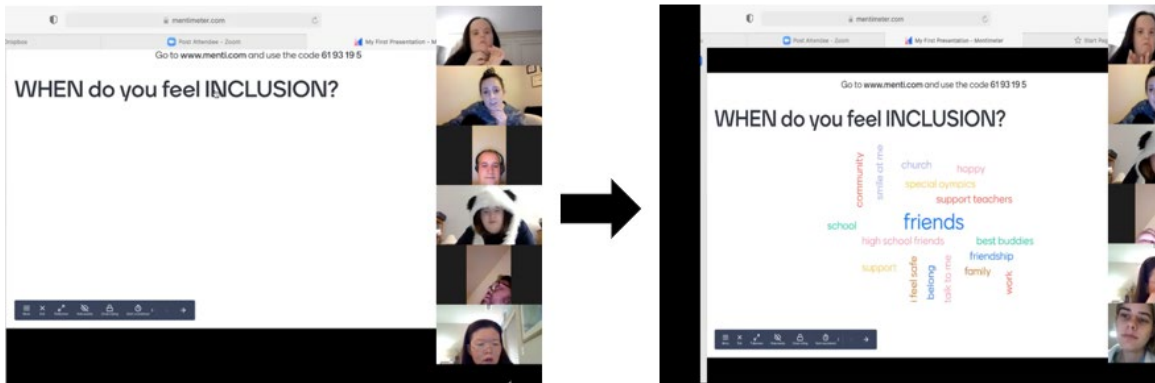 mentimeter.com
Dropbox
Post Attendee - Zoom
My First Presentation - M
Go to www.menti.com and use the code 61 93 19 5
WHEN do you feel INCLUSION?
mentimeter.com
Post Attendee - Zoom
My First Presentation - Mentimeter
Start Pag
Go to www.menti.com and use the code 61 93 19 5
WHEN do you feel INCLUSION?
community
smile at me
church
happy
special oympics
support teachers
school
friends
high school friends
best buddies
friendship
support
i feel safe
belong
talk to me
family
work